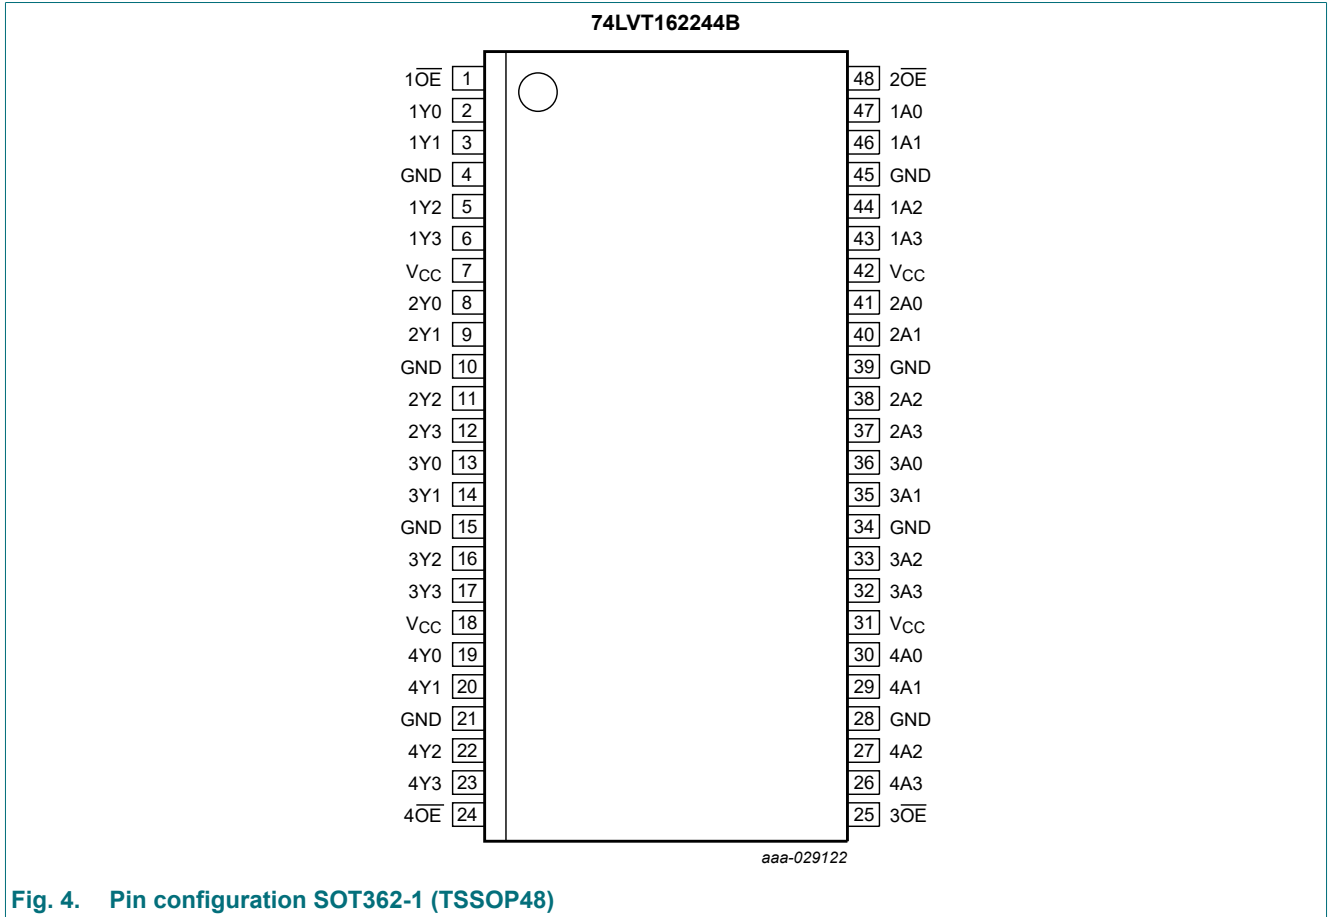 74LVT162244B
1O̅E̅ 1 48 2O̅E̅
1Y0 2 47 1A0
1Y1 3 46 1A1
GND 4 45 GND
1Y2 5 44 1A2
1Y3 6 43 1A3
VCC 7 42 VCC
2Y0 8 41 2A0
2Y1 9 40 2A1
GND 10 39 GND
2Y2 11 38 2A2
2Y3 12 37 2A3
3Y0 13 36 3A0
3Y1 14 35 3A1
GND 15 34 GND
3Y2 16 33 3A2
3Y3 17 32 3A3
VCC 18 31 VCC
4Y0 19 30 4A0
4Y1 20 29 4A1
GND 21 28 GND
4Y2 22 27 4A2
4Y3 23 26 4A3
4O̅E̅ 24 25 3O̅E̅
aaa-029122
Fig. 4. Pin configuration SOT362-1 (TSSOP48)